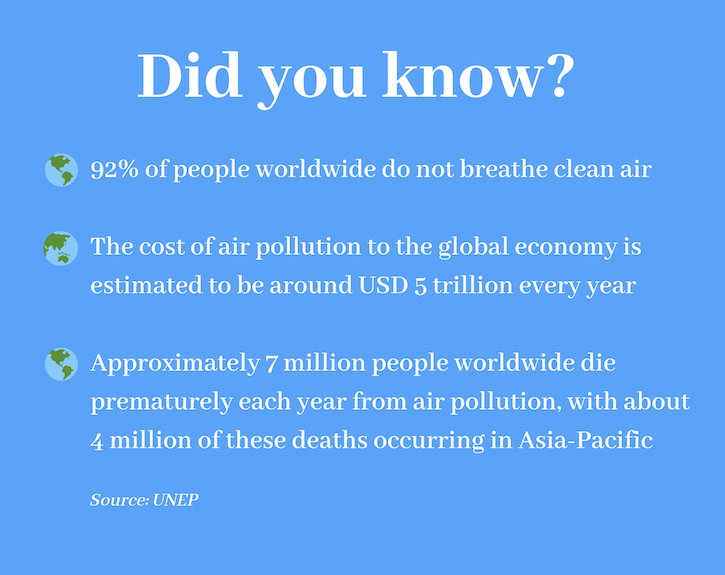 Did you know?
92% of people worldwide do not breathe clean air
The cost of air pollution to the global economy is
estimated to be around USD 5 trillion every year
Approximately 7 million people worldwide die
prematurely each year from air pollution, with about
4 million of these deaths occurring in Asia-Pacific
Source: UNEP